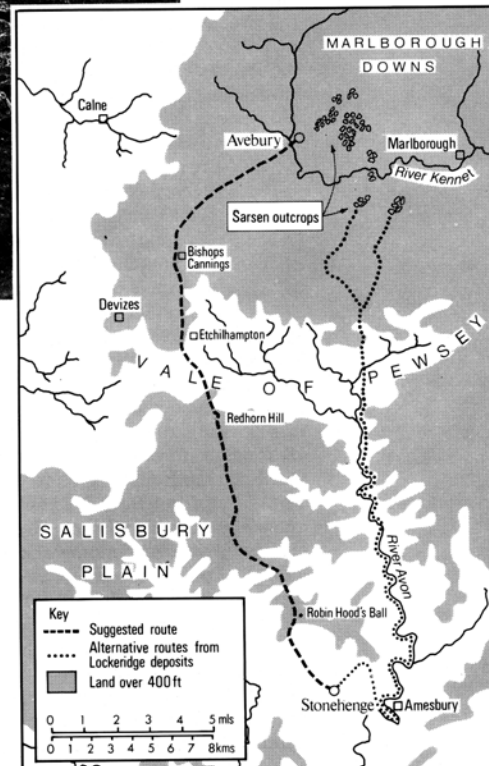 MARLBOROUGH
DOWNS
Calne
Avebury
Marlborough
River Kennet
Sarsen outcrops
Bishops
Cannings
Devizes
Etchilhampton
VALE OF PEWSEY
Redhorn Hill
SALISBURY
PLAIN
River Avon
Robin Hood's Ball
Stonehenge
Amesbury
Key
Suggested route
Alternative routes from
Lockeridge deposits
Land over 400 ft
0 1 2 3 4 5 mls
0 1 2 3 4 5 6 7 8kms